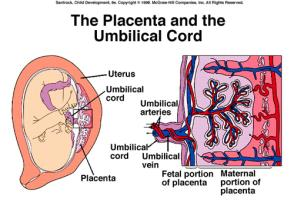 Santrock, Child Development, 8e. Copyright © 1998. McGraw-Hill Companies, Inc. All Rights Reserved.
The Placenta and the
Umbilical Cord
Uterus
Umbilical
cord
Placenta
Umbilical
arteries
Umbilical
cord
Umbilical
vein
Fetal portion
of placenta
Maternal
portion of
placenta